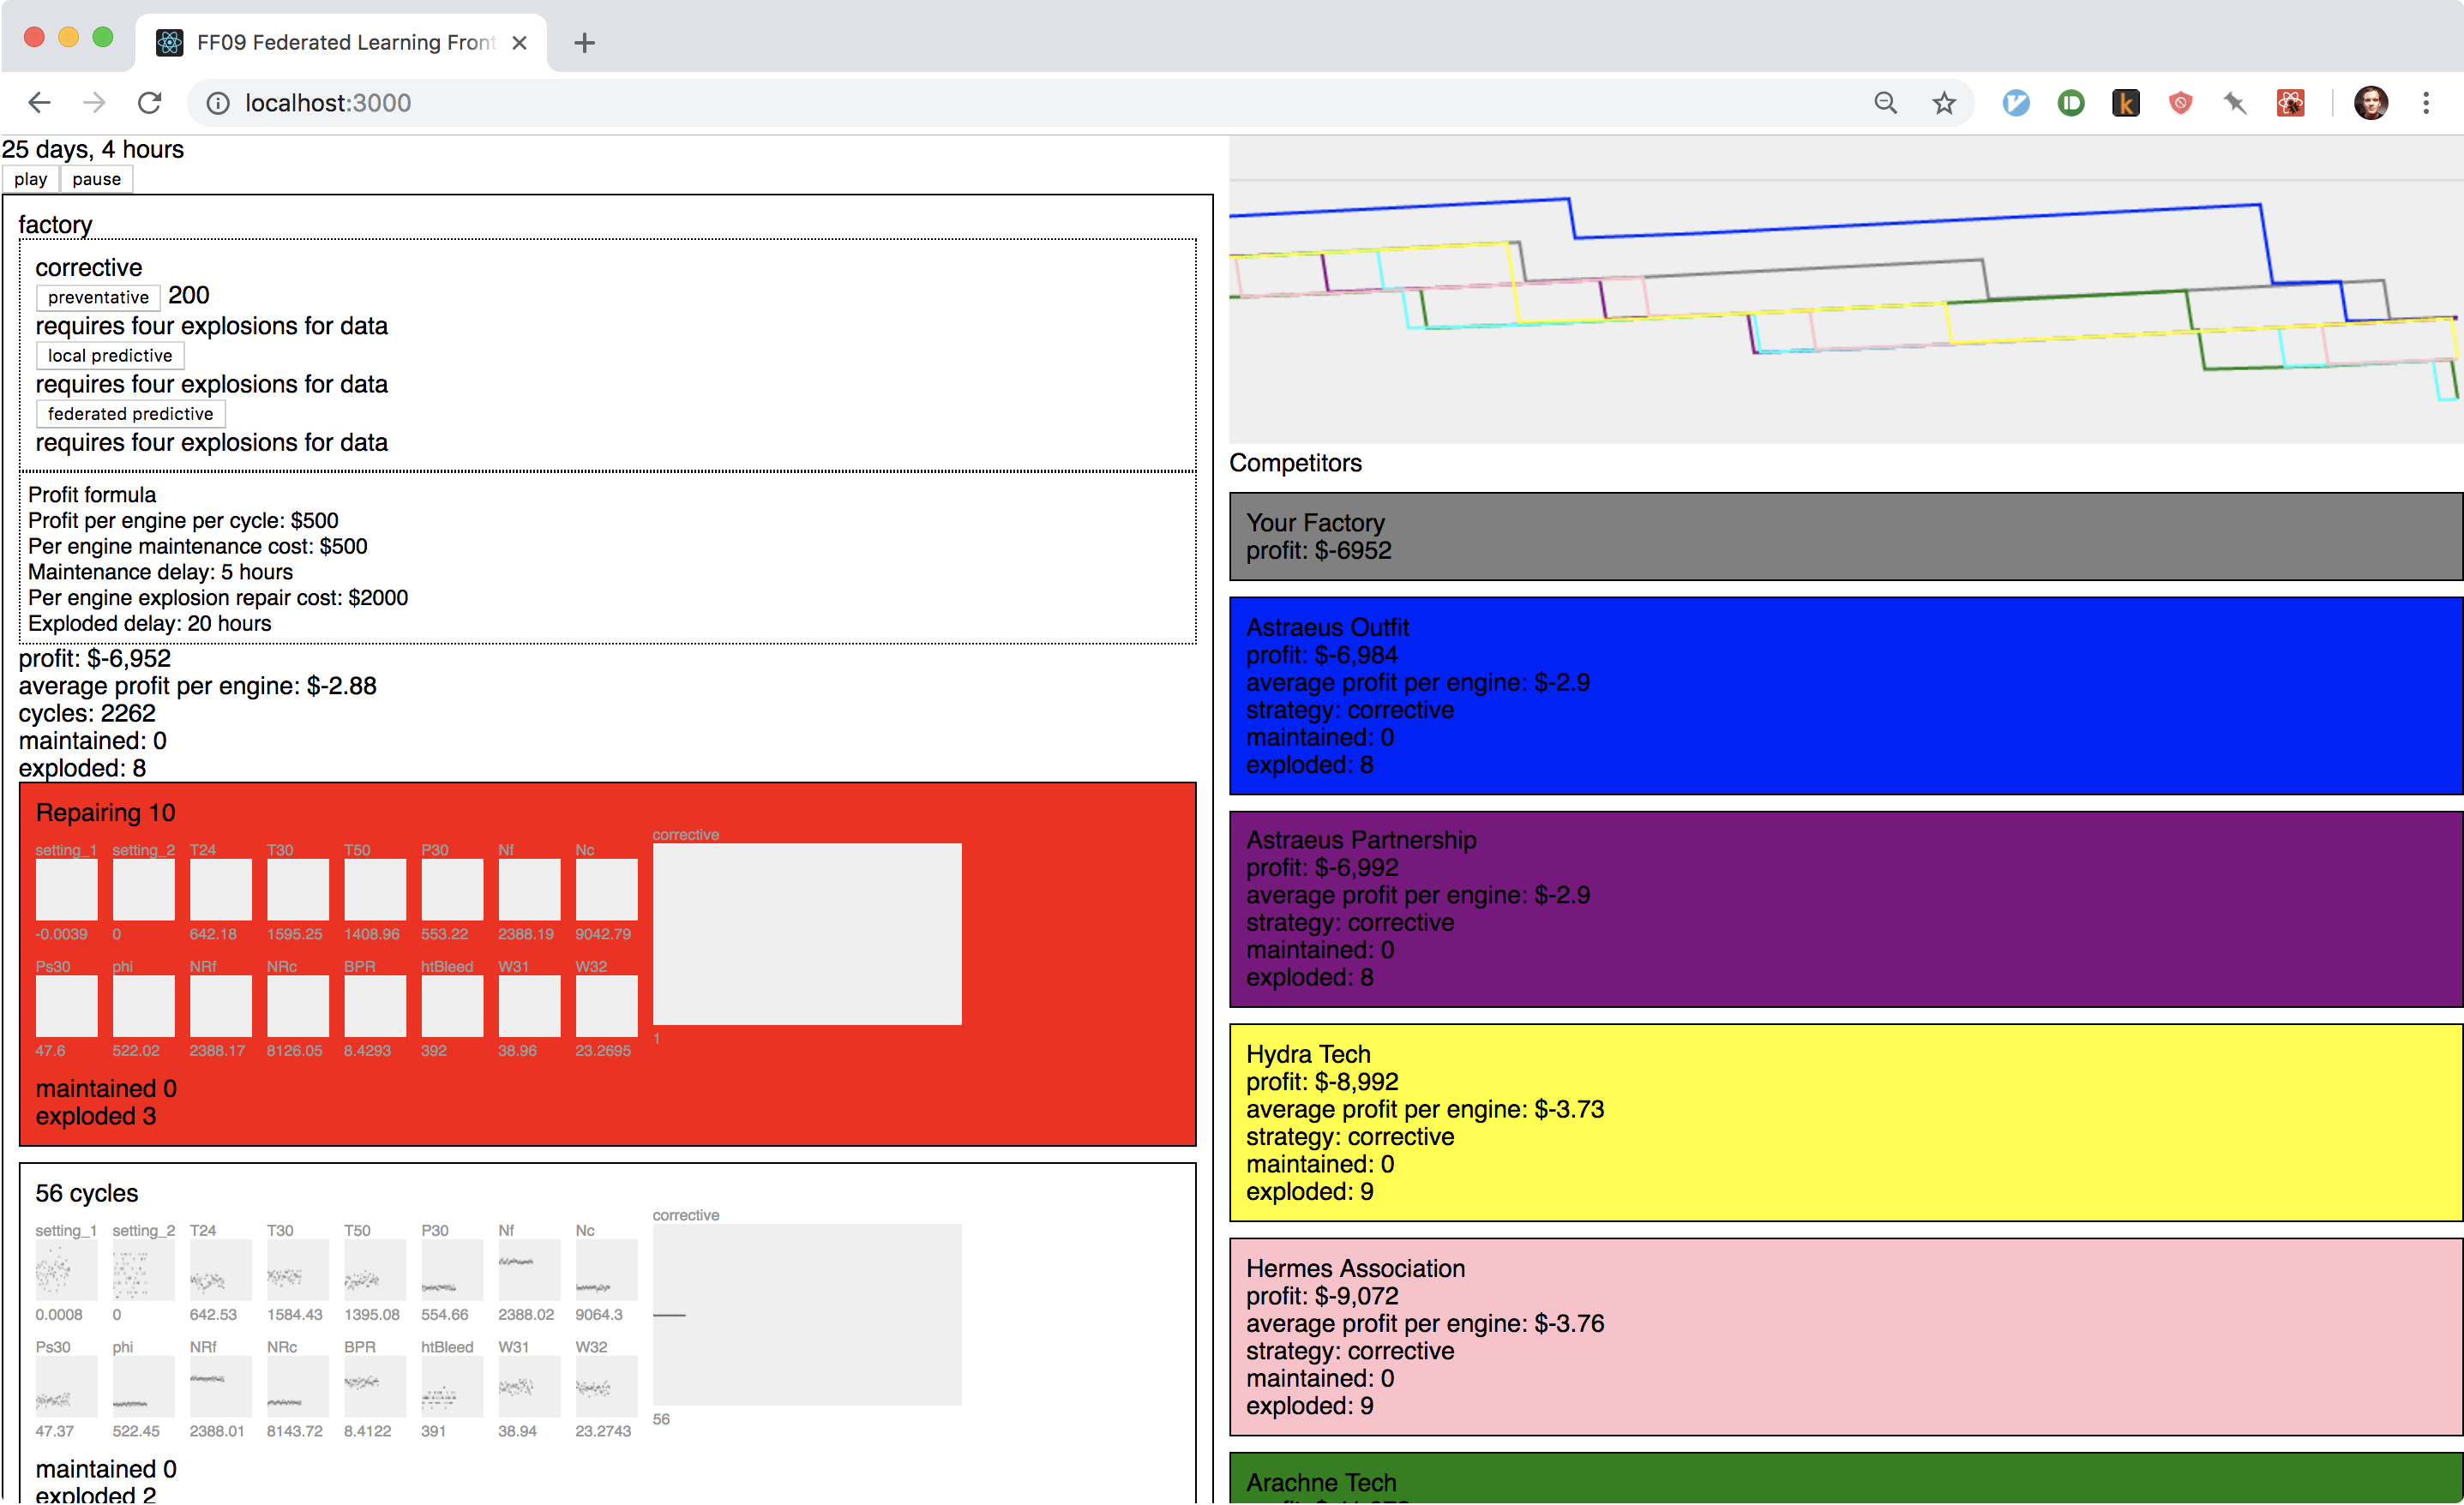 FF09 Federated Learning Front
localhost:3000
25 days, 4 hours
play pause
factory
corrective
preventative 200
requires four explosions for data
local predictive
requires four explosions for data
federated predictive
requires four explosions for data
Profit formula
Profit per engine per cycle: $500
Per engine maintenance cost: $500
Maintenance delay: 5 hours
Per engine explosion repair cost: $2000
Exploded delay: 20 hours
profit: $-6,952
average profit per engine: $-2.88
cycles: 2262
maintained: 0
exploded: 8
Repairing 10
corrective
setting_1 setting_2 T24 T30 T50 P30 Nf Nc
-0.0039 0 642.18 1595.25 1408.96 553.22 2388.19 9042.79
Ps30 phi NRf NRc BPR htBleed W31 W32
47.6 522.02 2388.17 8126.05 8.4293 392 38.96 23.2695
1
maintained 0
exploded 3
56 cycles
corrective
setting_1 setting_2 T24 T30 T50 P30 Nf Nc
0.0008 0 642.53 1584.43 1395.08 554.66 2388.02 9064.3
Ps30 phi NRf NRc BPR htBleed W31 W32
47.37 522.45 2388.01 8143.72 8.4122 391 38.94 23.2743
56
maintained 0
exploded 2
Competitors
Your Factory
profit: $-6952
Astraeus Outfit
profit: $-6,984
average profit per engine: $-2.9
strategy: corrective
maintained: 0
exploded: 8
Astraeus Partnership
profit: $-6,992
average profit per engine: $-2.9
strategy: corrective
maintained: 0
exploded: 8
Hydra Tech
profit: $-8,992
average profit per engine: $-3.73
strategy: corrective
maintained: 0
exploded: 9
Hermes Association
profit: $-9,072
average profit per engine: $-3.76
strategy: corrective
maintained: 0
exploded: 9
Arachne Tech